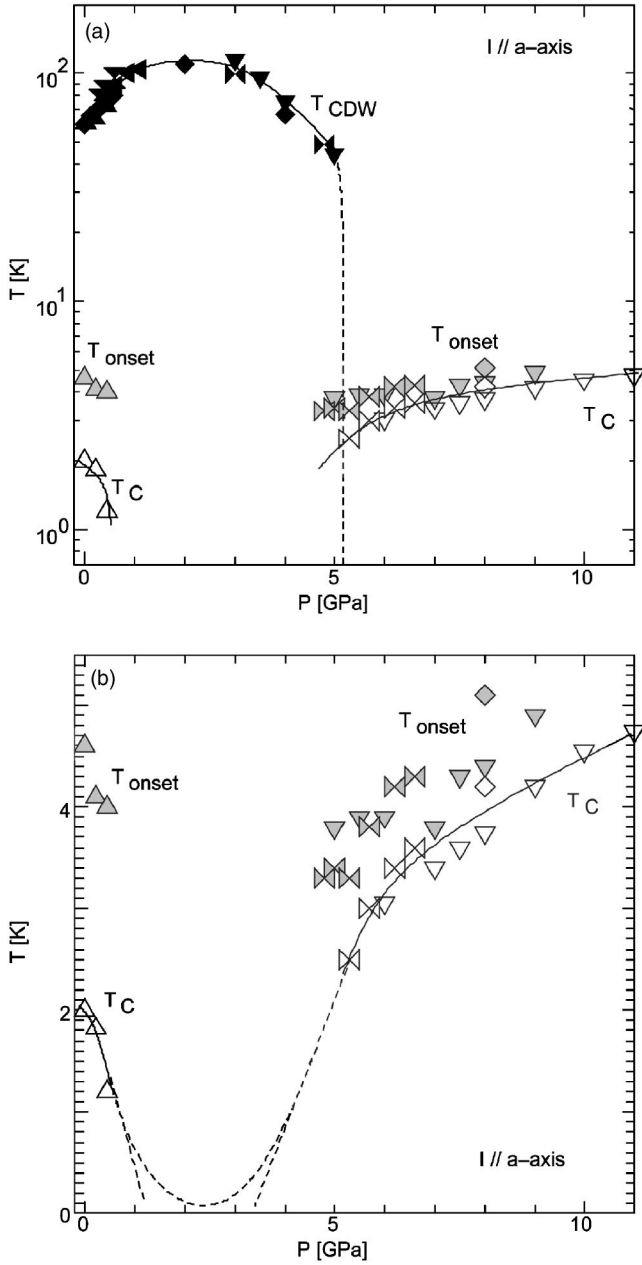 (a)
I // a–axis
10²
T CDW
T [K]
10¹
T onset
T onset
T C
T C
10⁰
0
5
10
P [GPa]
(b)
T onset
T onset
4
T C
T [K]
2
T C
I // a–axis
0
0
5
10
P [GPa]